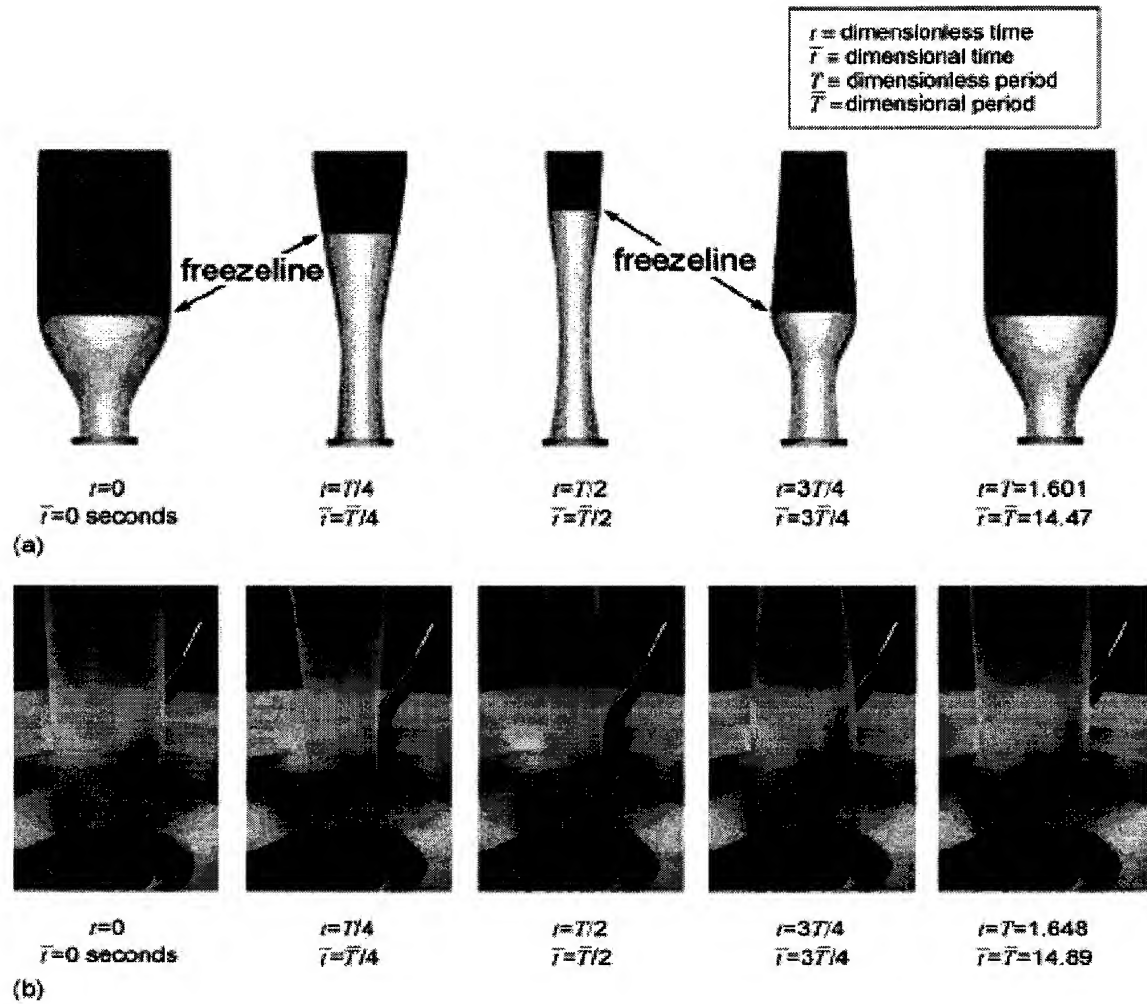 t = dimensionless time
t̄ = dimensional time
T = dimensionless period
T̄ = dimensional period
freezeline
freezeline
t=0
t=T/4
t=T/2
t=3T/4
t=T=1.601
t̄=0 seconds
t̄=T̄/4
t̄=T̄/2
t̄=3T̄/4
t̄=T̄=14.47
(a)
t=0
t=T/4
t=T/2
t=3T/4
t=T=1.648
t̄=0 seconds
t̄=T̄/4
t̄=T̄/2
t̄=3T̄/4
t̄=T̄=14.89
(b)